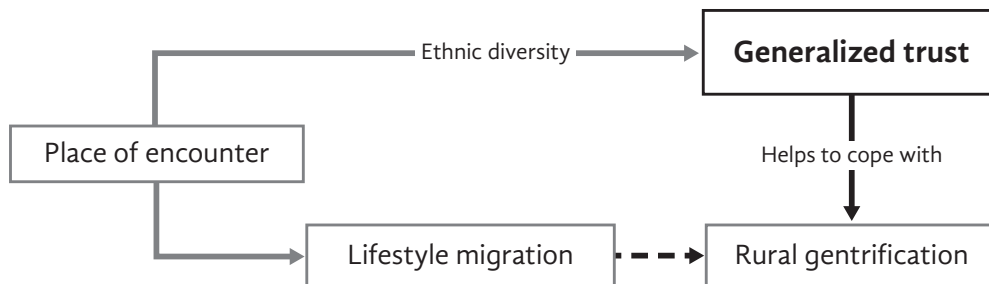 Ethnic diversity
Generalized trust
Place of encounter
Helps to cope with
Lifestyle migration
Rural gentrification